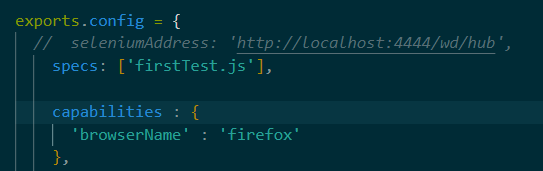 exports.config = {
//  seleniumAddress: 'http://localhost:4444/wd/hub',
specs: ['firstTest.js'],
capabilities : {
'browserName' : 'firefox'
},